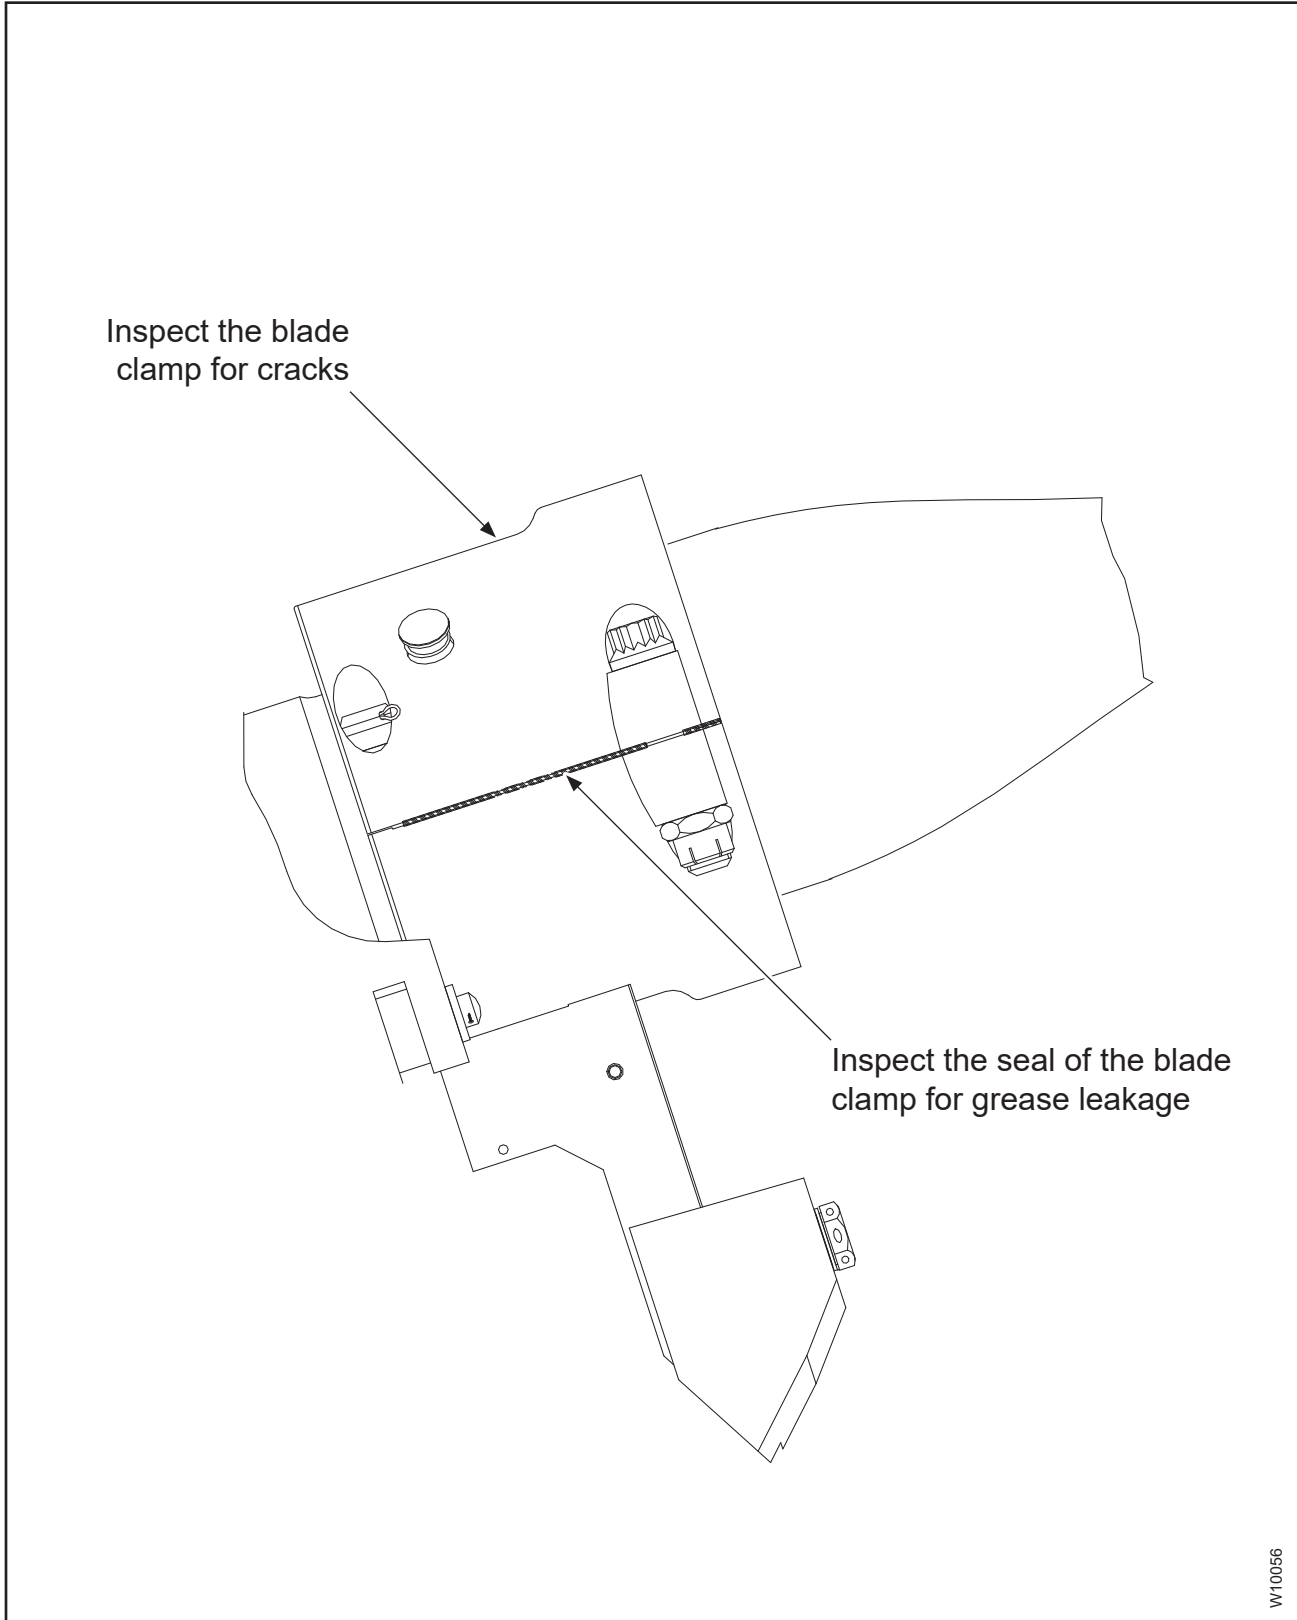 Inspect the blade
clamp for cracks
Inspect the seal of the blade
clamp for grease leakage
W10056